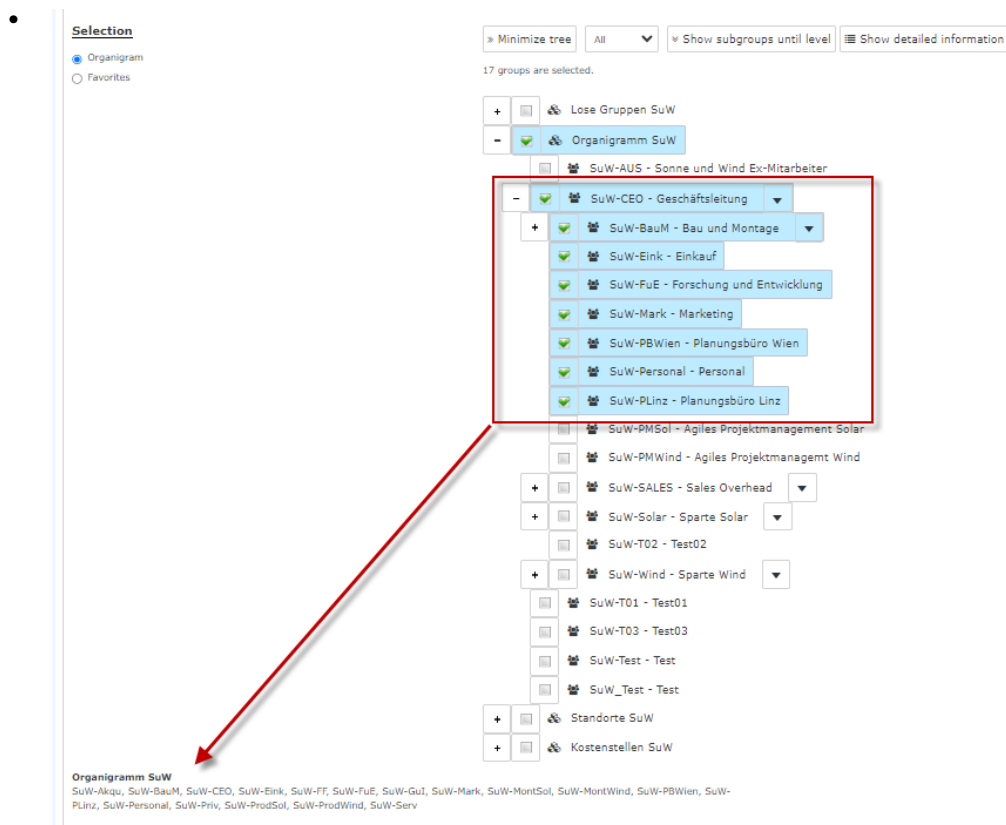 Selection
Organigram
Favorites
» Minimize tree All Show subgroups until level Show detailed information
17 groups are selected.
+ Lose Gruppen SuW
- Organigramm SuW
SuW-AUS - Sonne und Wind Ex-Mitarbeiter
- SuW-CEO - Geschäftsleitung
+ SuW-BauM - Bau und Montage
SuW-Eink - Einkauf
SuW-FuE - Forschung und Entwicklung
SuW-Mark - Marketing
SuW-PBWien - Planungsbüro Wien
SuW-Personal - Personal
SuW-PLinz - Planungsbüro Linz
SuW-PMSol - Agiles Projektmanagement Solar
SuW-PMWind - Agiles Projektmanagemt Wind
+ SuW-SALES - Sales Overhead
+ SuW-Solar - Sparte Solar
SuW-T02 - Test02
+ SuW-Wind - Sparte Wind
SuW-T01 - Test01
SuW-T03 - Test03
SuW-Test - Test
SuW_Test - Test
+ Standorte SuW
+ Kostenstellen SuW
Organigramm SuW
SuW-Akqu, SuW-BauM, SuW-CEO, SuW-Eink, SuW-FF, SuW-FuE, SuW-GuI, SuW-Mark, SuW-MontSol, SuW-MontWind, SuW-PBWien, SuW-
PLinz, SuW-Personal, SuW-Priv, SuW-ProdSol, SuW-ProdWind, SuW-Serv